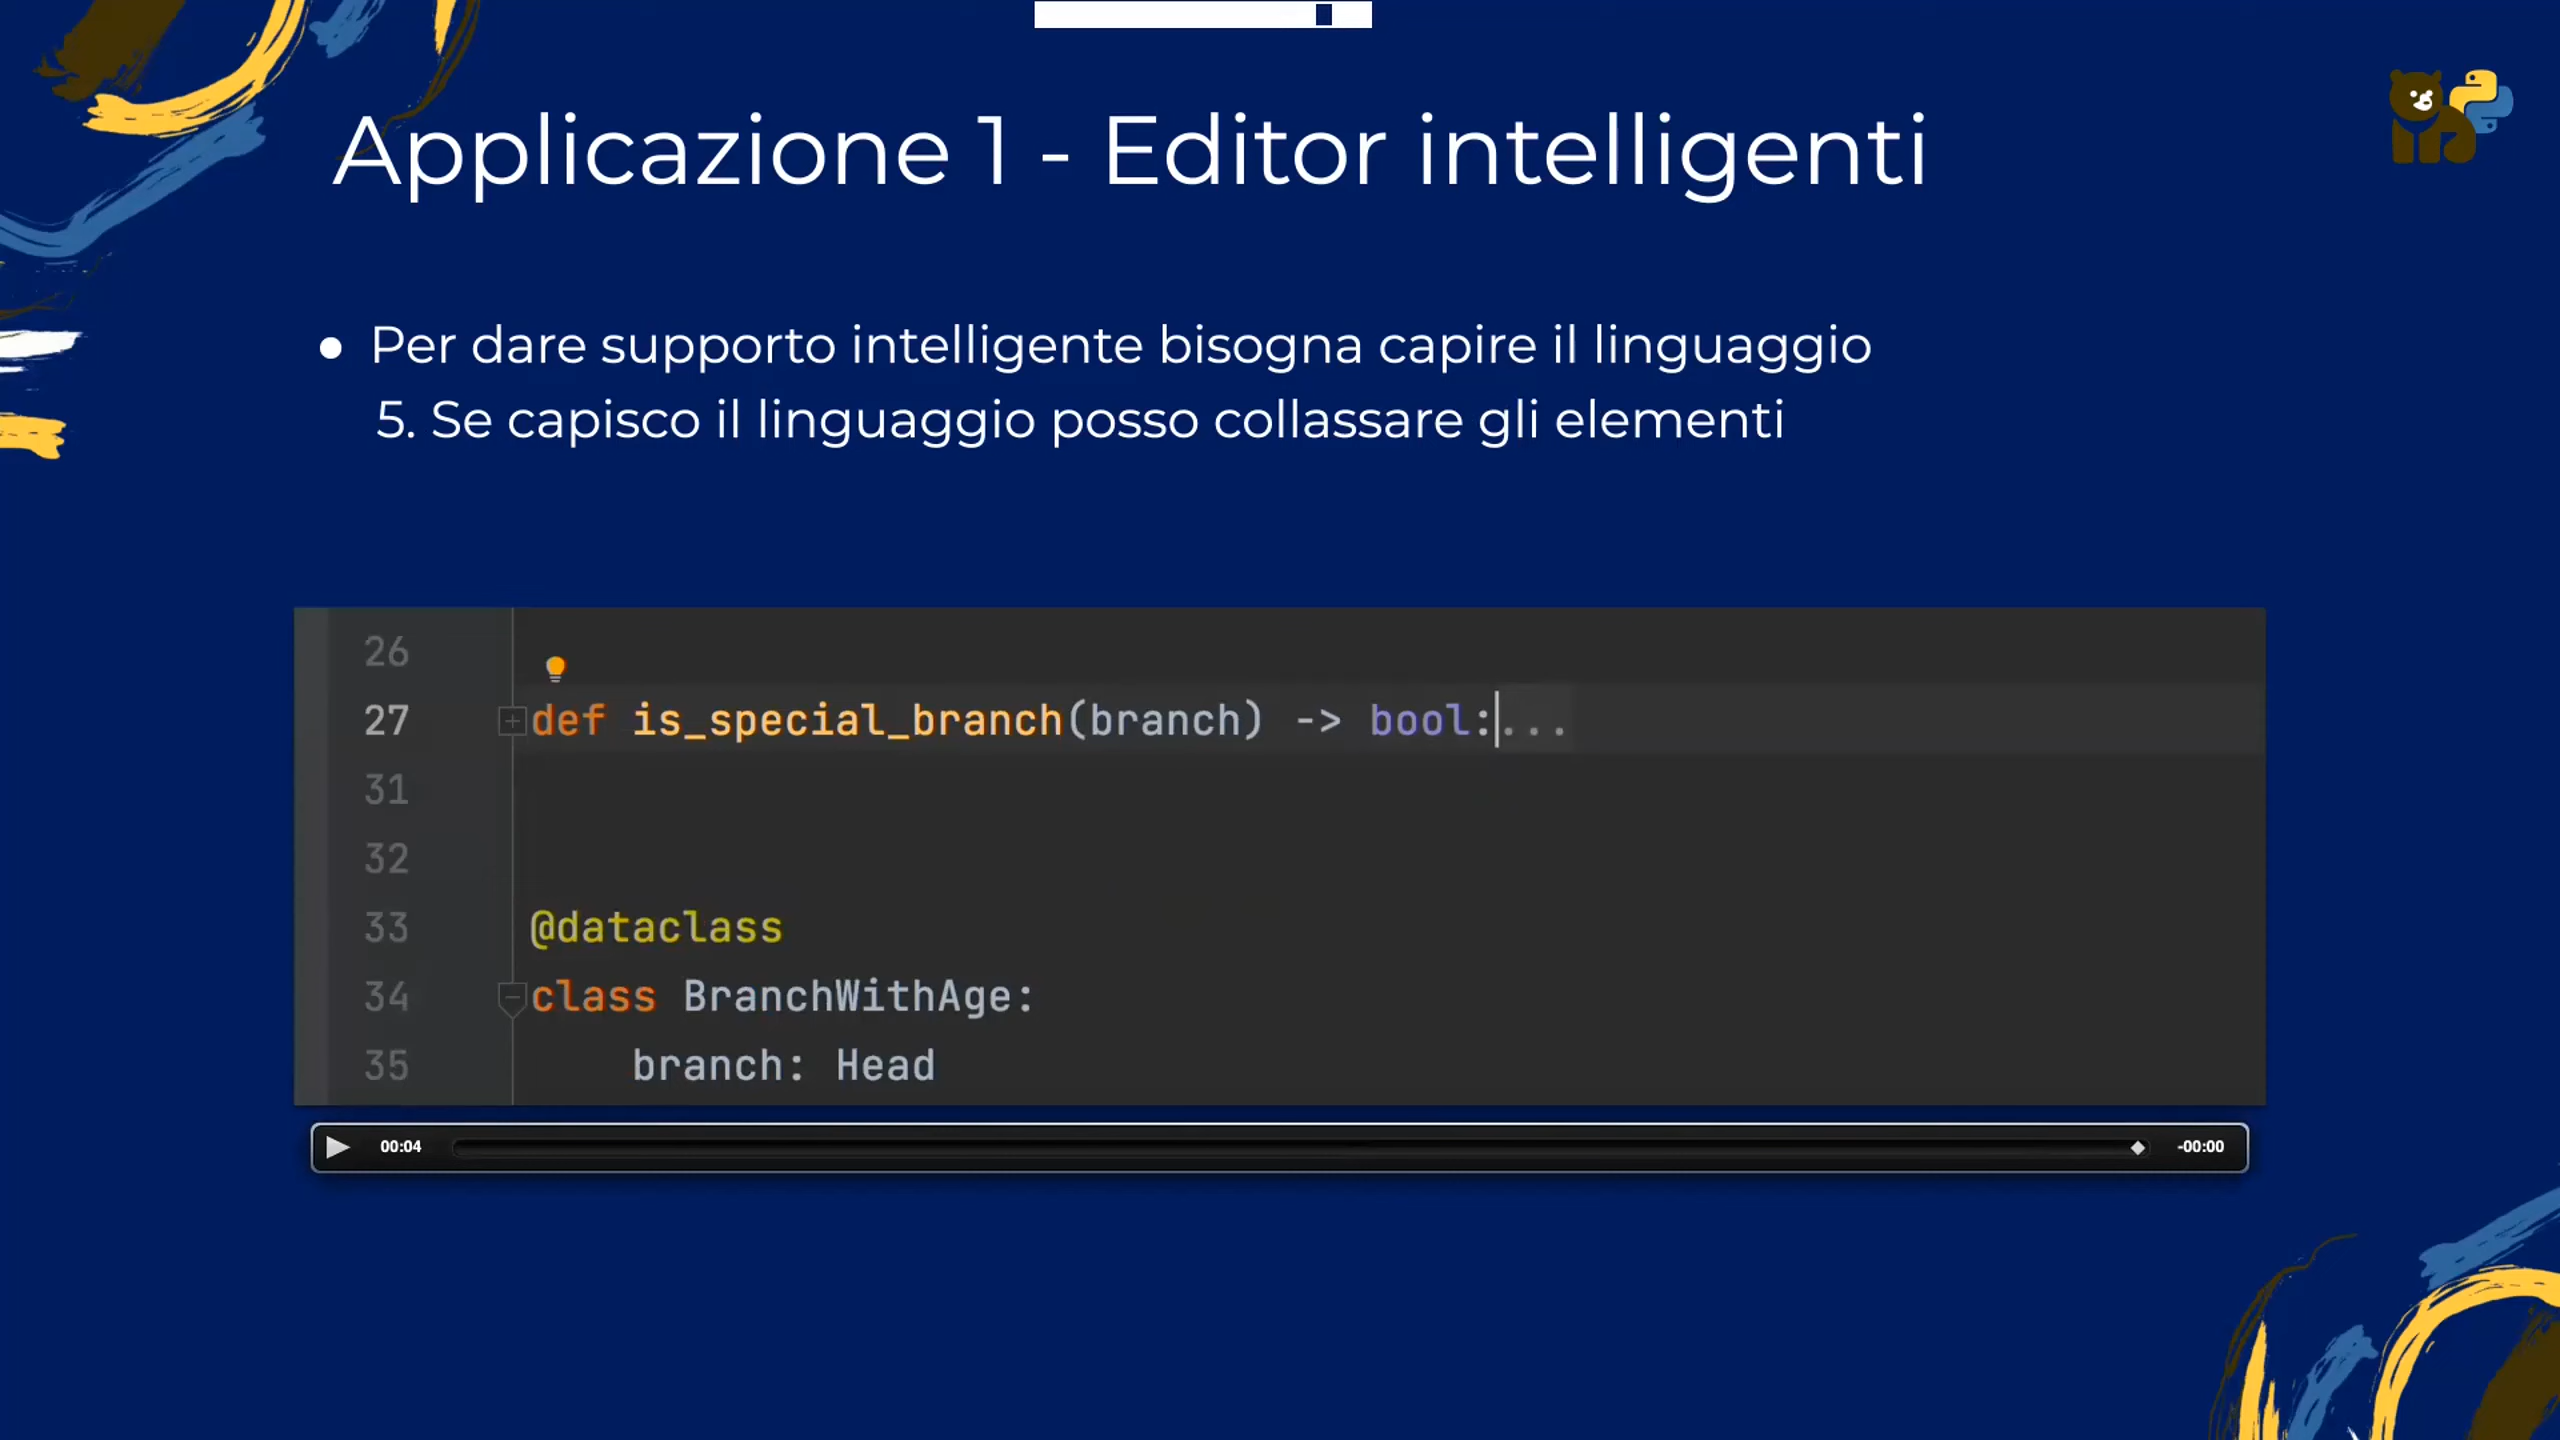 Applicazione 1 - Editor intelligenti
● Per dare supporto intelligente bisogna capire il linguaggio
5. Se capisco il linguaggio posso collassare gli elementi
26
27 def is_special_branch(branch) -> bool:...
31
32
33 @dataclass
34 class BranchWithAge:
35 branch: Head
00:04 -00:00